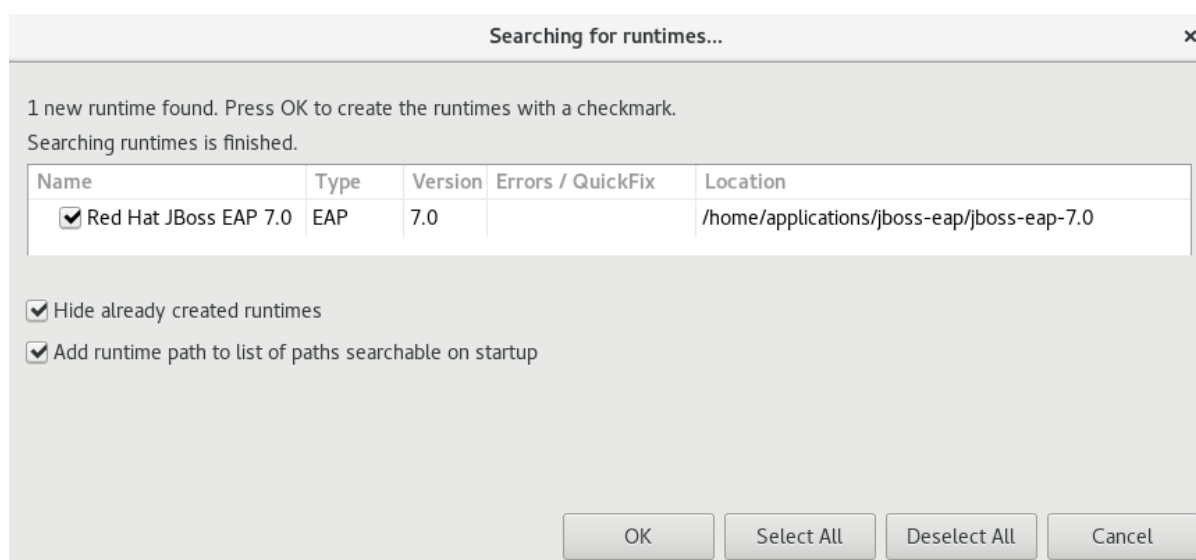 Searching for runtimes...
1 new runtime found. Press OK to create the runtimes with a checkmark.
Searching runtimes is finished.
Name Type Version Errors / QuickFix Location
Red Hat JBoss EAP 7.0 EAP 7.0 /home/applications/jboss-eap/jboss-eap-7.0
Hide already created runtimes
Add runtime path to list of paths searchable on startup
OK Select All Deselect All Cancel